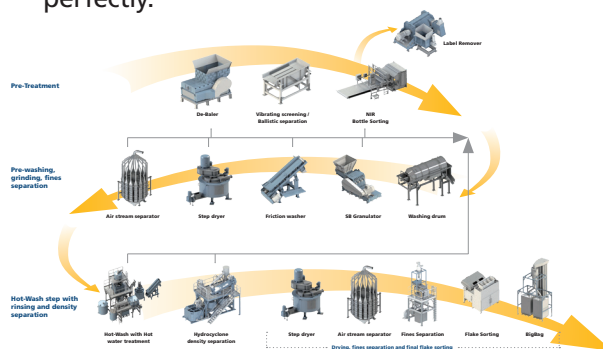 perfectly.
Label Remover
Pre-Treatment
De-Baler
Vibrating screening /
Ballistic separation
NIR
Bottle Sorting
Pre-washing,
grinding, fines
separation
Air stream separator
Step dryer
Friction washer
SB Granulator
Washing drum
Hot-Wash step with
rinsing and density
separation
Hot-Wash with Hot
water treatment
Hydrocyclone
density separation
Step dryer
Air stream separator
Fines Separation
Flake Sorting
BigBag
Drying, fines separation and final flake sorting